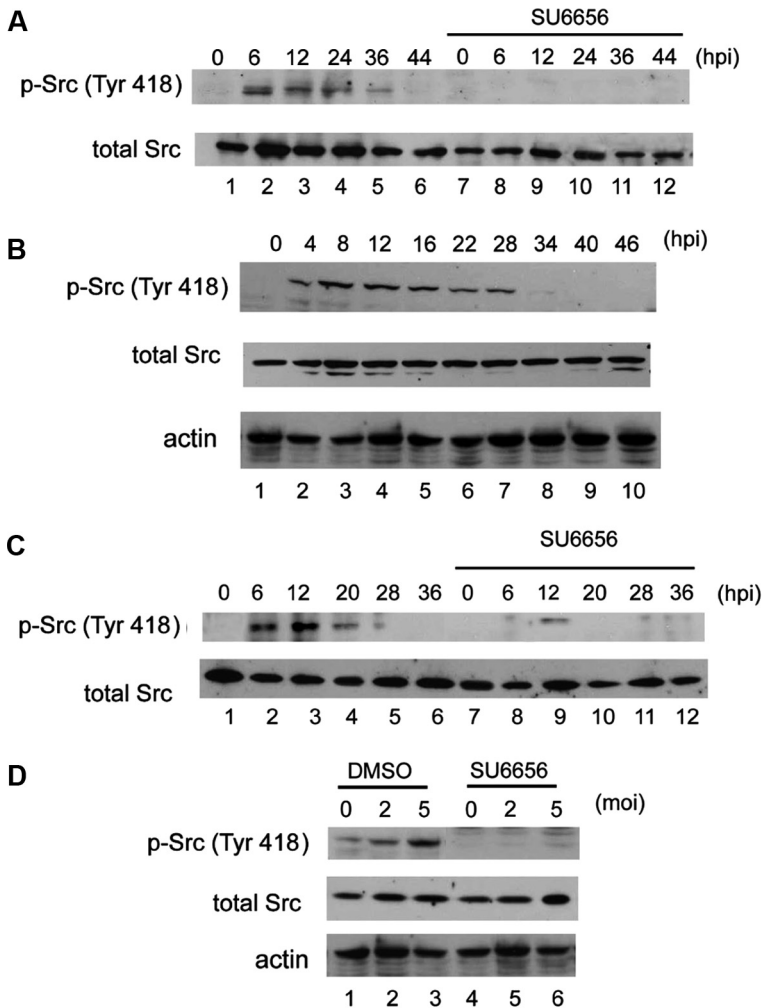 A
SU6656
0 6 12 24 36 44 0 6 12 24 36 44 (hpi)
p-Src (Tyr 418)
total Src
1 2 3 4 5 6 7 8 9 10 11 12
B
0 4 8 12 16 22 28 34 40 46 (hpi)
p-Src (Tyr 418)
total Src
actin
1 2 3 4 5 6 7 8 9 10
C
SU6656
0 6 12 20 28 36 0 6 12 20 28 36 (hpi)
p-Src (Tyr 418)
total Src
1 2 3 4 5 6 7 8 9 10 11 12
D
DMSO SU6656
0 2 5 0 2 5 (moi)
p-Src (Tyr 418)
total Src
actin
1 2 3 4 5 6